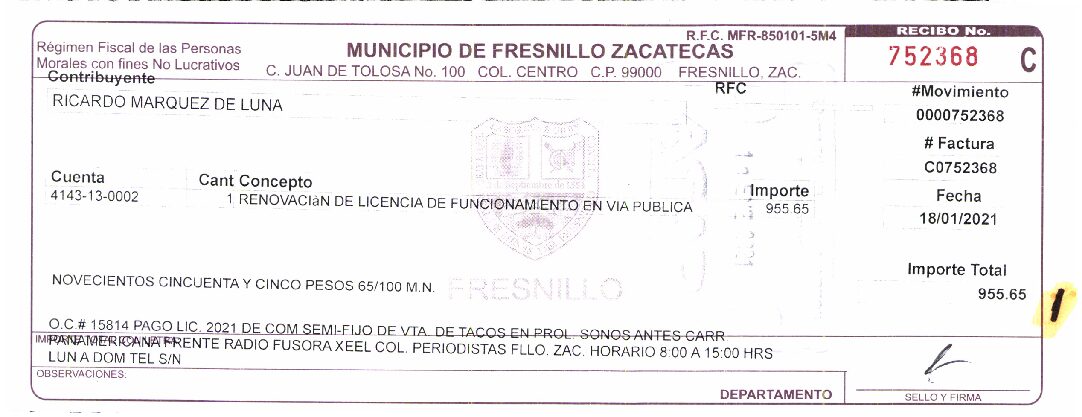 R.F.C. MFR-850101-5M4
RECIBO No.
Régimen Fiscal de las Personas
Morales con fines No Lucrativos
MUNICIPIO DE FRESNILLO ZACATECAS
C. JUAN DE TOLOSA No. 100 COL. CENTRO C.P. 99000 FRESNILLO, ZAC.
752368 C
Contribuyente
RFC
RICARDO MARQUEZ DE LUNA
#Movimiento
0000752368
# Factura
C0752368
Cuenta
Cant Concepto
Importe
Fecha
4143-13-0002
1 RENOVACIàN DE LICENCIA DE FUNCIONAMIENTO EN VIA PUBLICA
955.65
18/01/2021
Importe Total
955.65
NOVECIENTOS CINCUENTA Y CINCO PESOS 65/100 M.N.
FRESNILLO
1
O.C.# 15814 PAGO LIC. 2021 DE COM SEMI-FIJO DE VTA. DE TACOS EN PROL. SONOS ANTES CARR
PANAMERICANA FRENTE RADIO FUSORA XEEL COL. PERIODISTAS FLLO. ZAC. HORARIO 8:00 A 15:00 HRS
LUN A DOM TEL S/N
OBSERVACIONES:
DEPARTAMENTO
SELLO Y FIRMA